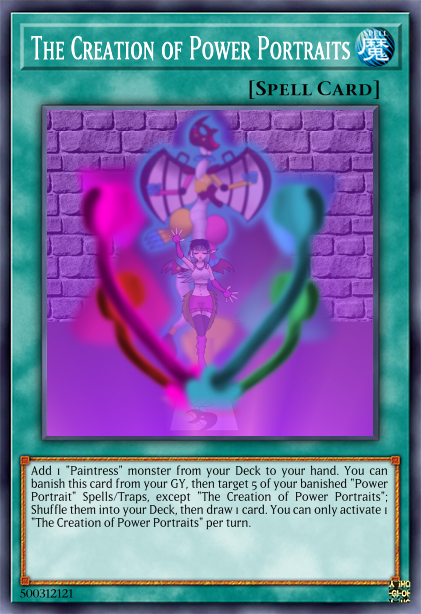 The Creation of Power Portraits
SPELL
魔
[Spell Card]
Add 1 "Paintress" monster from your Deck to your hand. You can
banish this card from your GY, then target 5 of your banished "Power
Portrait" Spells/Traps, except "The Creation of Power Portraits";
Shuffle them into your Deck, then draw 1 card. You can only activate 1
"The Creation of Power Portraits" per turn.
500312121